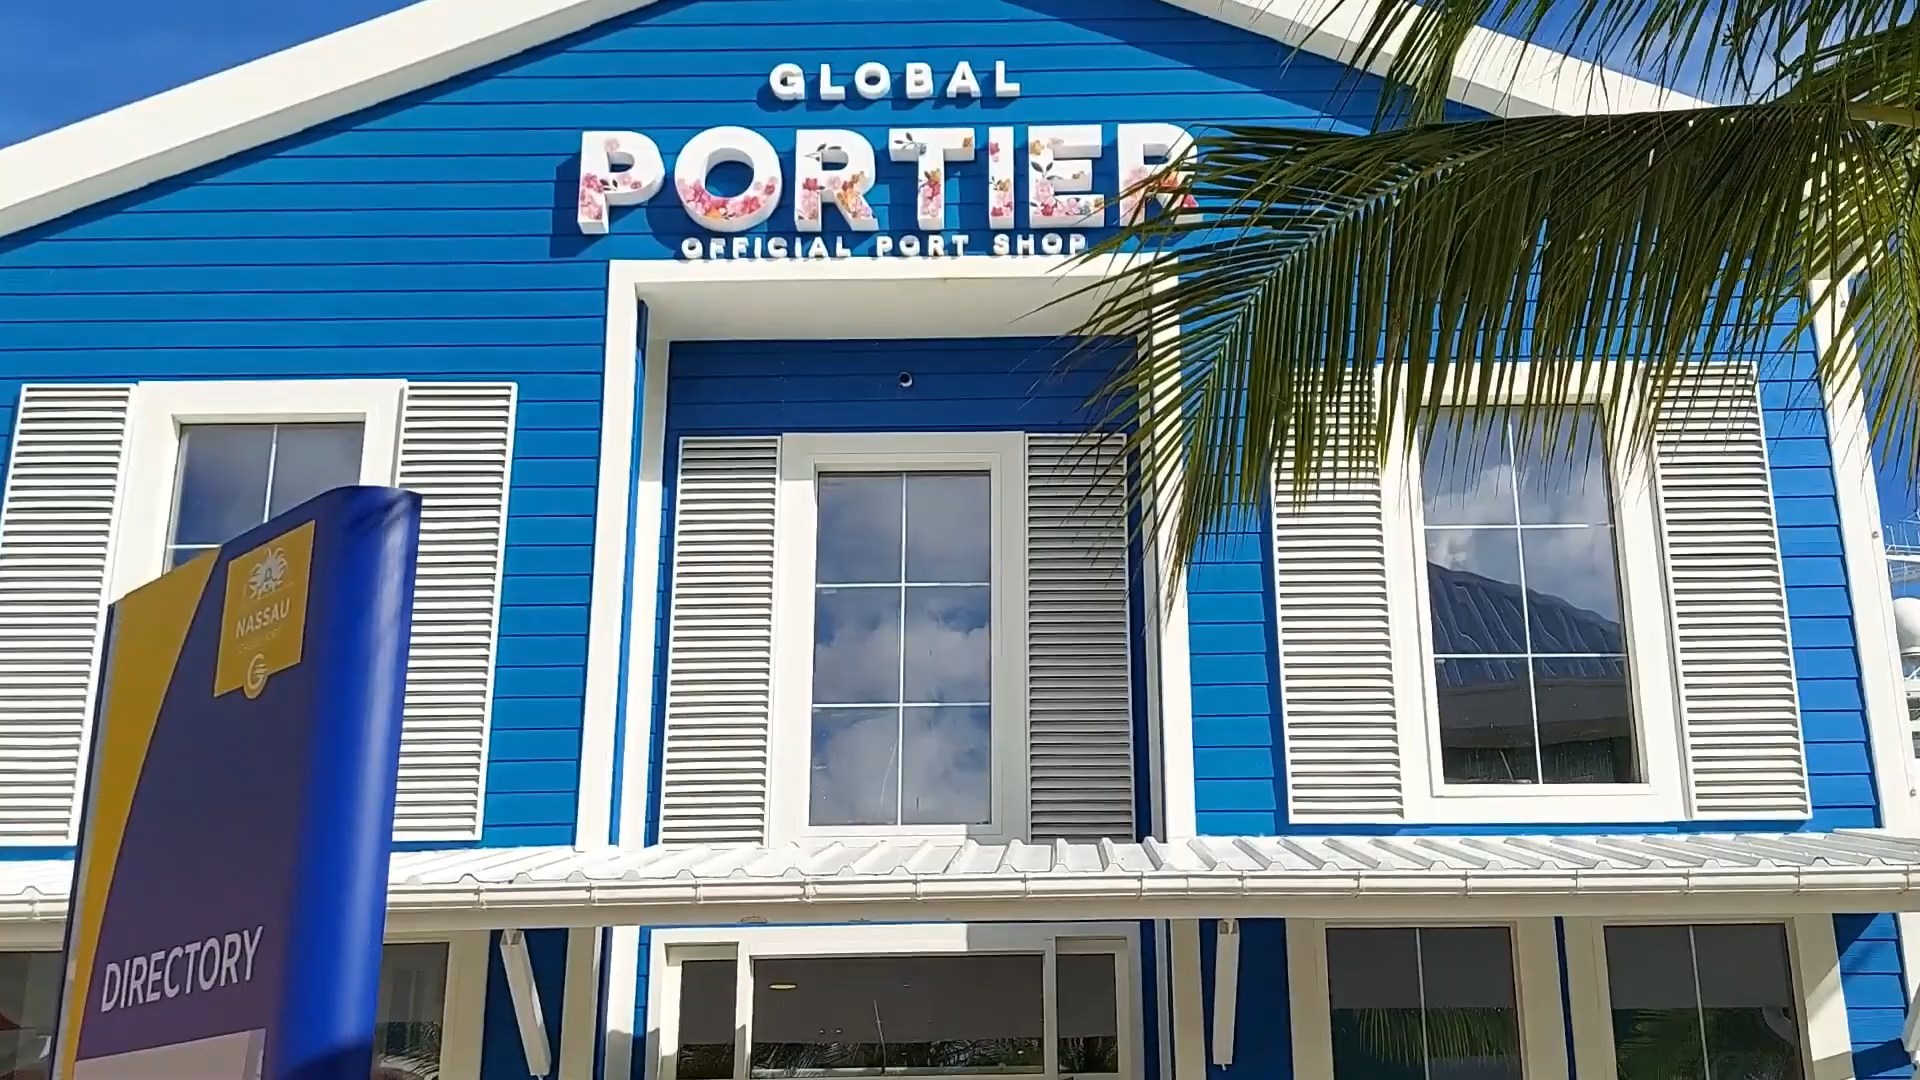 GLOBAL
PORTIER
OFFICIAL PORT SHOP
NASSAU
DIRECTORY